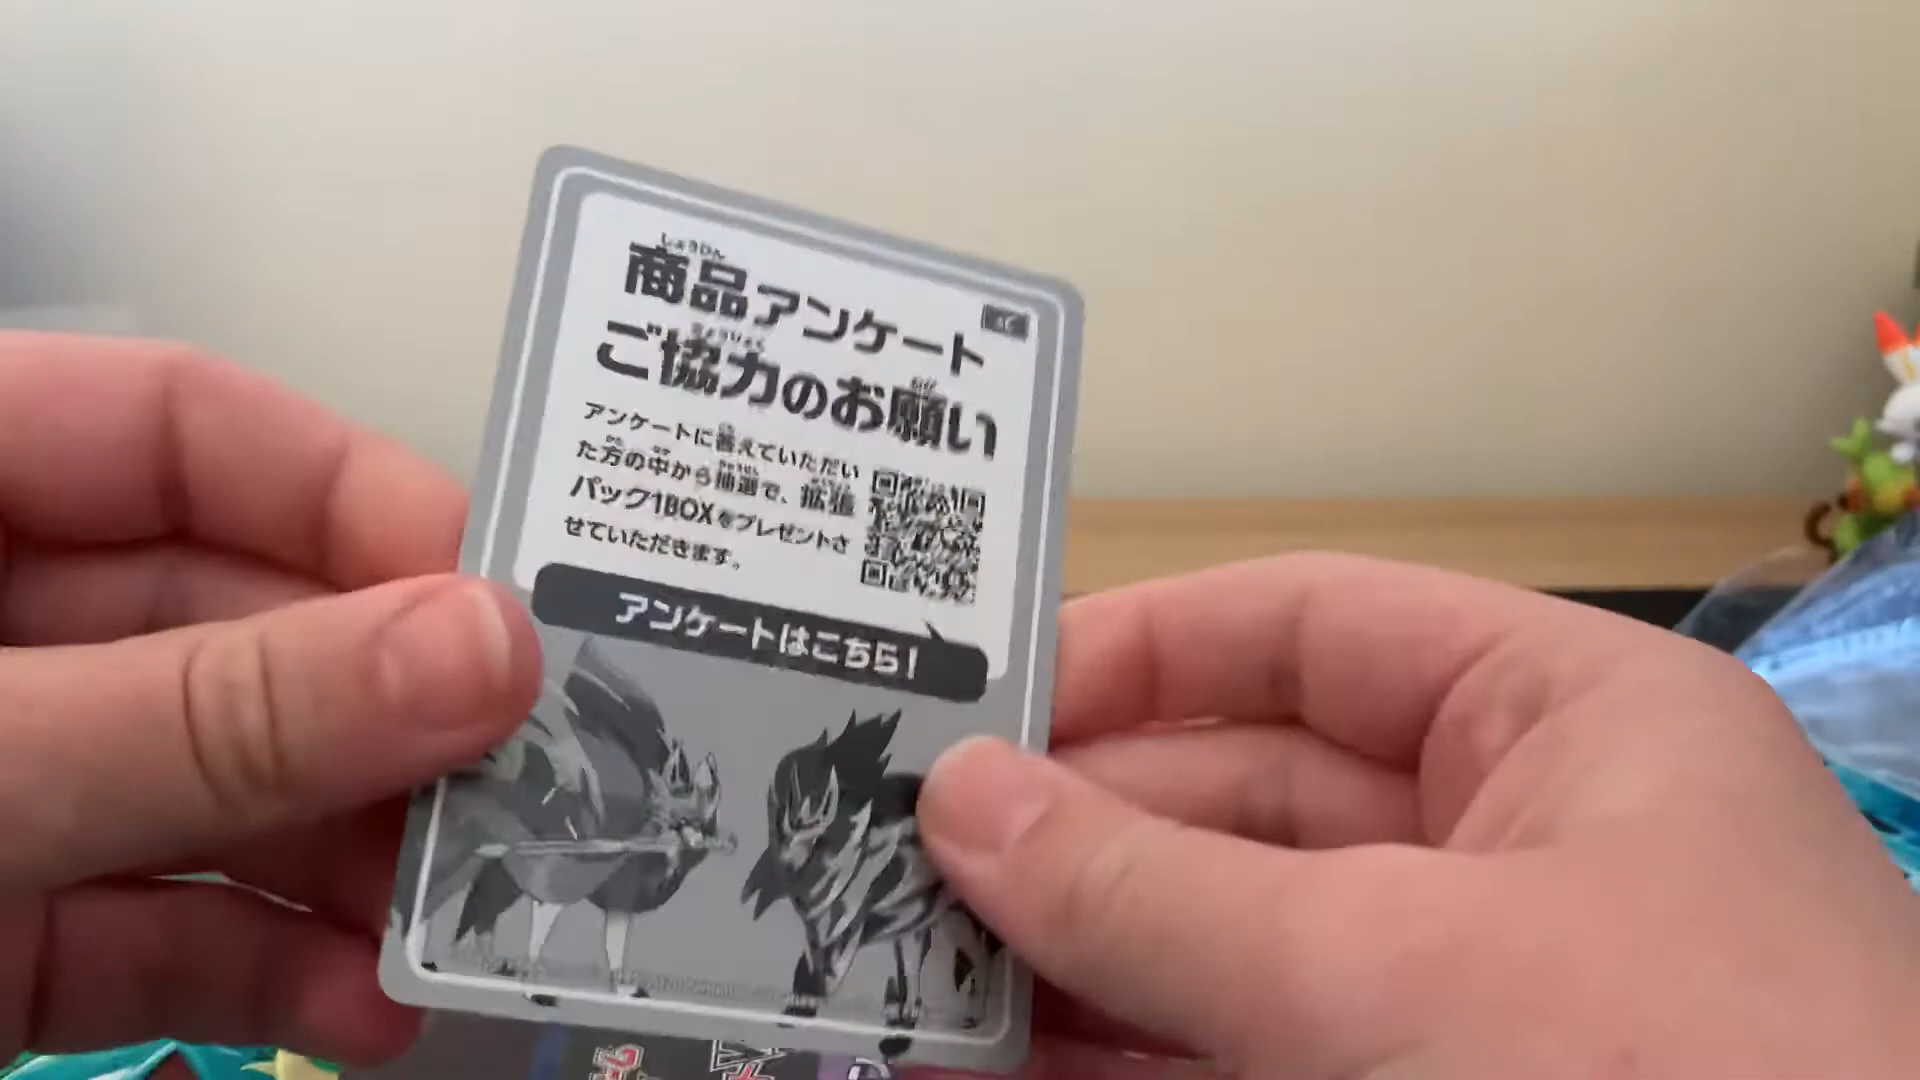 商品アンケート
ご協力のお願い
アンケートに答えていただい
た方の中から抽選で、拡張
パック1BOXをプレゼントさ
せていただきます。
アンケートはこちら!